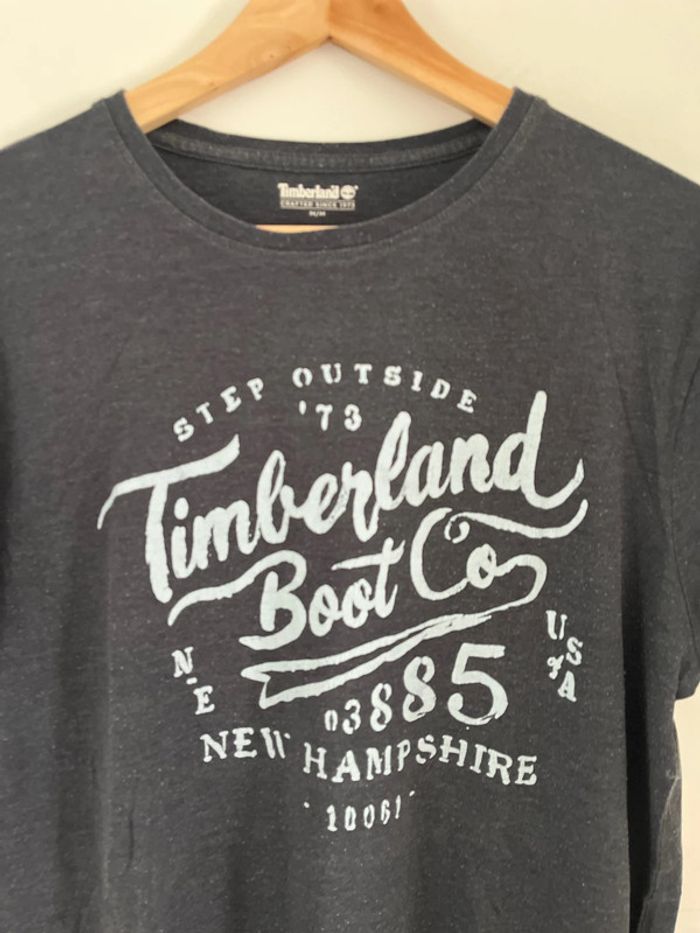 Timberland
CRAFTED SINCE 1973
M/M
STEP OUTSIDE
'73
Timberland
Boot Co
N-E
USA
03885
NEW HAMPSHIRE
- 10061 -